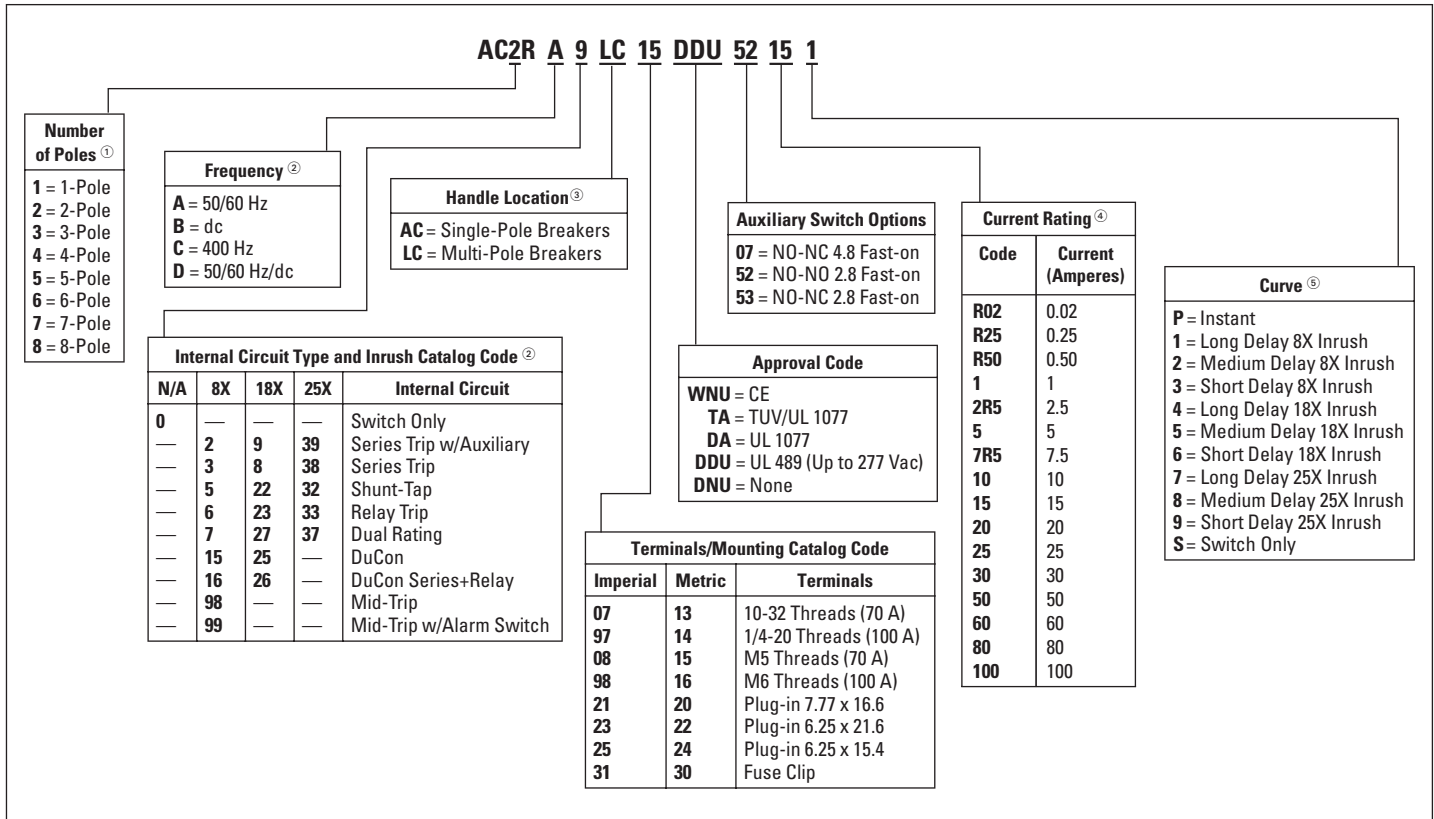 AC2R A 9 LC 15 DDU 52 15 1
Number
of Poles ①
1 = 1-Pole
2 = 2-Pole
3 = 3-Pole
4 = 4-Pole
5 = 5-Pole
6 = 6-Pole
7 = 7-Pole
8 = 8-Pole
Frequency ②
A = 50/60 Hz
B = dc
C = 400 Hz
D = 50/60 Hz/dc
Internal Circuit Type and Inrush Catalog Code ②
N/A 8X 18X 25X Internal Circuit
0 — — — Switch Only
— 2 9 39 Series Trip w/Auxiliary
— 3 8 38 Series Trip
— 5 22 32 Shunt-Tap
— 6 23 33 Relay Trip
— 7 27 37 Dual Rating
— 15 25 — DuCon
— 16 26 — DuCon Series+Relay
— 98 — — Mid-Trip
— 99 — — Mid-Trip w/Alarm Switch
Handle Location ③
AC = Single-Pole Breakers
LC = Multi-Pole Breakers
Terminals/Mounting Catalog Code
Imperial Metric Terminals
07 13 10-32 Threads (70 A)
97 14 1/4-20 Threads (100 A)
08 15 M5 Threads (70 A)
98 16 M6 Threads (100 A)
21 20 Plug-in 7.77 x 16.6
23 22 Plug-in 6.25 x 21.6
25 24 Plug-in 6.25 x 15.4
31 30 Fuse Clip
Approval Code
WNU = CE
TA = TUV/UL 1077
DA = UL 1077
DDU = UL 489 (Up to 277 Vac)
DNU = None
Auxiliary Switch Options
07 = NO-NC 4.8 Fast-on
52 = NO-NO 2.8 Fast-on
53 = NO-NC 2.8 Fast-on
Current Rating ④
Code Current
(Amperes)
R02 0.02
R25 0.25
R50 0.50
1 1
2R5 2.5
5 5
7R5 7.5
10 10
15 15
20 20
25 25
30 30
50 50
60 60
80 80
100 100
Curve ⑤
P = Instant
1 = Long Delay 8X Inrush
2 = Medium Delay 8X Inrush
3 = Short Delay 8X Inrush
4 = Long Delay 18X Inrush
5 = Medium Delay 18X Inrush
6 = Short Delay 18X Inrush
7 = Long Delay 25X Inrush
8 = Medium Delay 25X Inrush
9 = Short Delay 25X Inrush
S = Switch Only